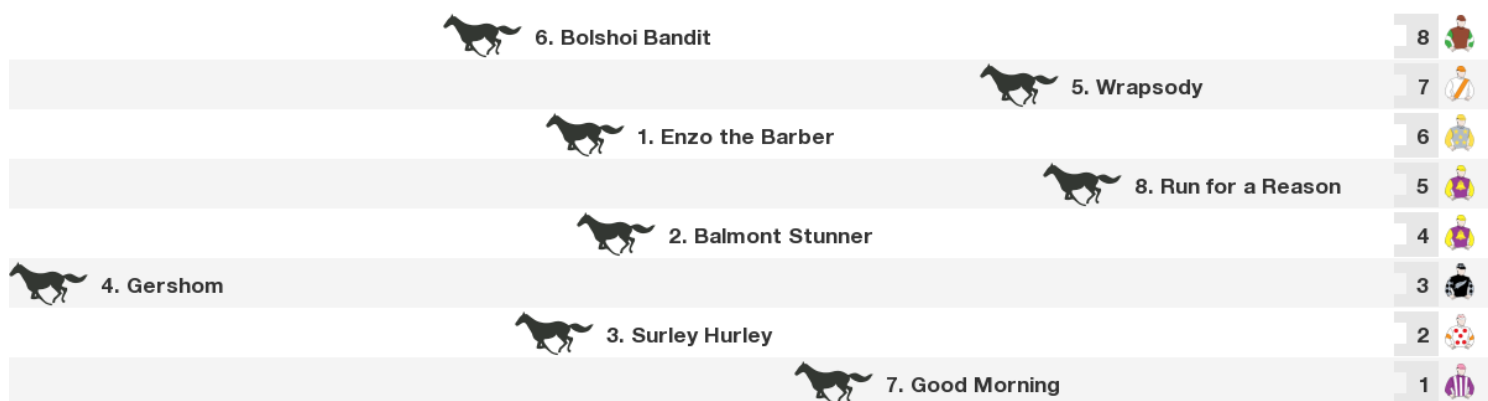 6. Bolshoi Bandit 8
5. Wrapsody 7
1. Enzo the Barber 6
8. Run for a Reason 5
2. Balmont Stunner 4
4. Gershom 3
3. Surley Hurley 2
7. Good Morning 1